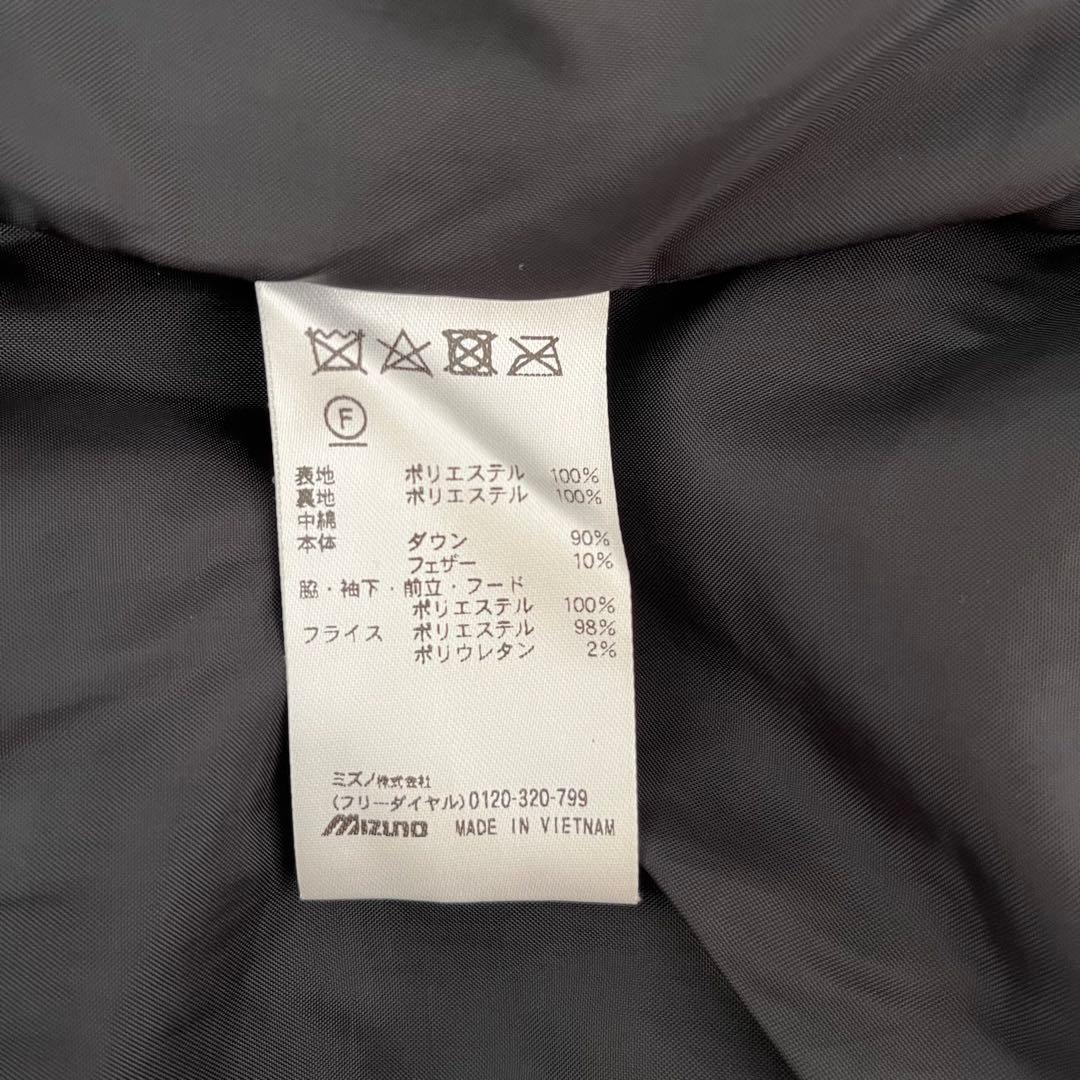 F
表地 ポリエステル 100%
裏地 ポリエステル 100%
中綿
本体 ダウン 90%
フェザー 10%
脇・袖下・前立・フード
ポリエステル 100%
フライス ポリエステル 98%
ポリウレタン 2%
ミズノ株式会社
(フリーダイヤル)0120-320-799
MIZUNO MADE IN VIETNAM